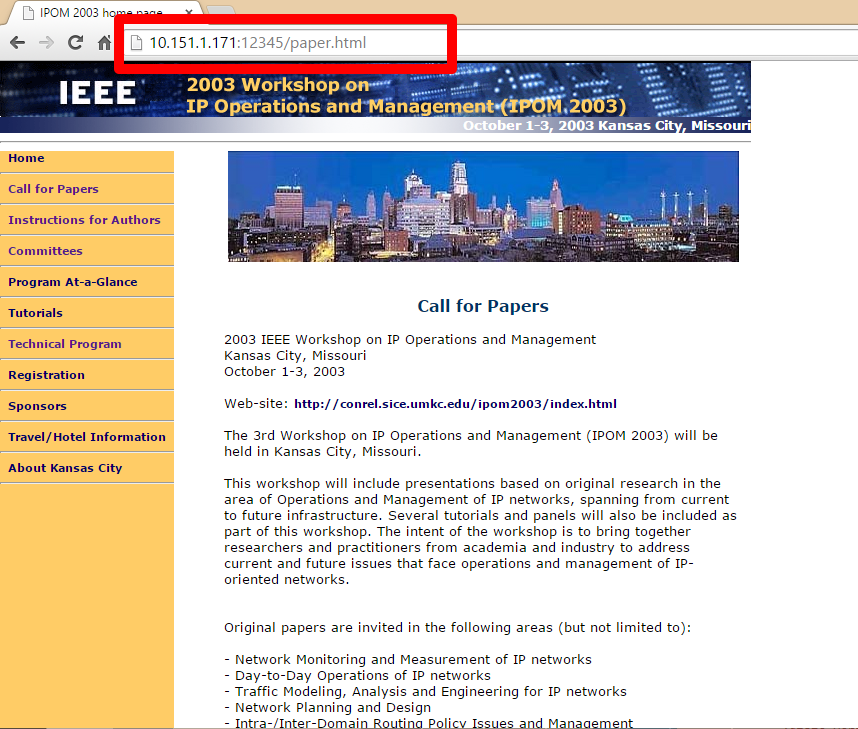 IPOM 2003 home page
10.151.1.171:12345/paper.html
IEEE
2003 Workshop on
IP Operations and Management (IPOM 2003)
October 1-3, 2003 Kansas City, Missouri
Home
Call for Papers
Instructions for Authors
Committees
Program At-a-Glance
Tutorials
Technical Program
Registration
Sponsors
Travel/Hotel Information
About Kansas City
Call for Papers
2003 IEEE Workshop on IP Operations and Management
Kansas City, Missouri
October 1-3, 2003
Web-site: http://conrel.sice.umkc.edu/ipom2003/index.html
The 3rd Workshop on IP Operations and Management (IPOM 2003) will be
held in Kansas City, Missouri.
This workshop will include presentations based on original research in the
area of Operations and Management of IP networks, spanning from current
to future infrastructure. Several tutorials and panels will also be included as
part of this workshop. The intent of the workshop is to bring together
researchers and practitioners from academia and industry to address
current and future issues that face operations and management of IP-
oriented networks.
Original papers are invited in the following areas (but not limited to):
- Network Monitoring and Measurement of IP networks
- Day-to-Day Operations of IP networks
- Traffic Modeling, Analysis and Engineering for IP networks
- Network Planning and Design
- Intra-/Inter-Domain Routing Policy Issues and Management